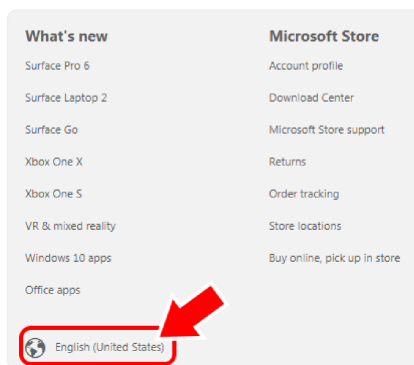 What's new
Surface Pro 6
Surface Laptop 2
Surface Go
Xbox One X
Xbox One S
VR & mixed reality
Windows 10 apps
Office apps
Microsoft Store
Account profile
Download Center
Microsoft Store support
Returns
Order tracking
Store locations
Buy online, pick up in store
English (United States)